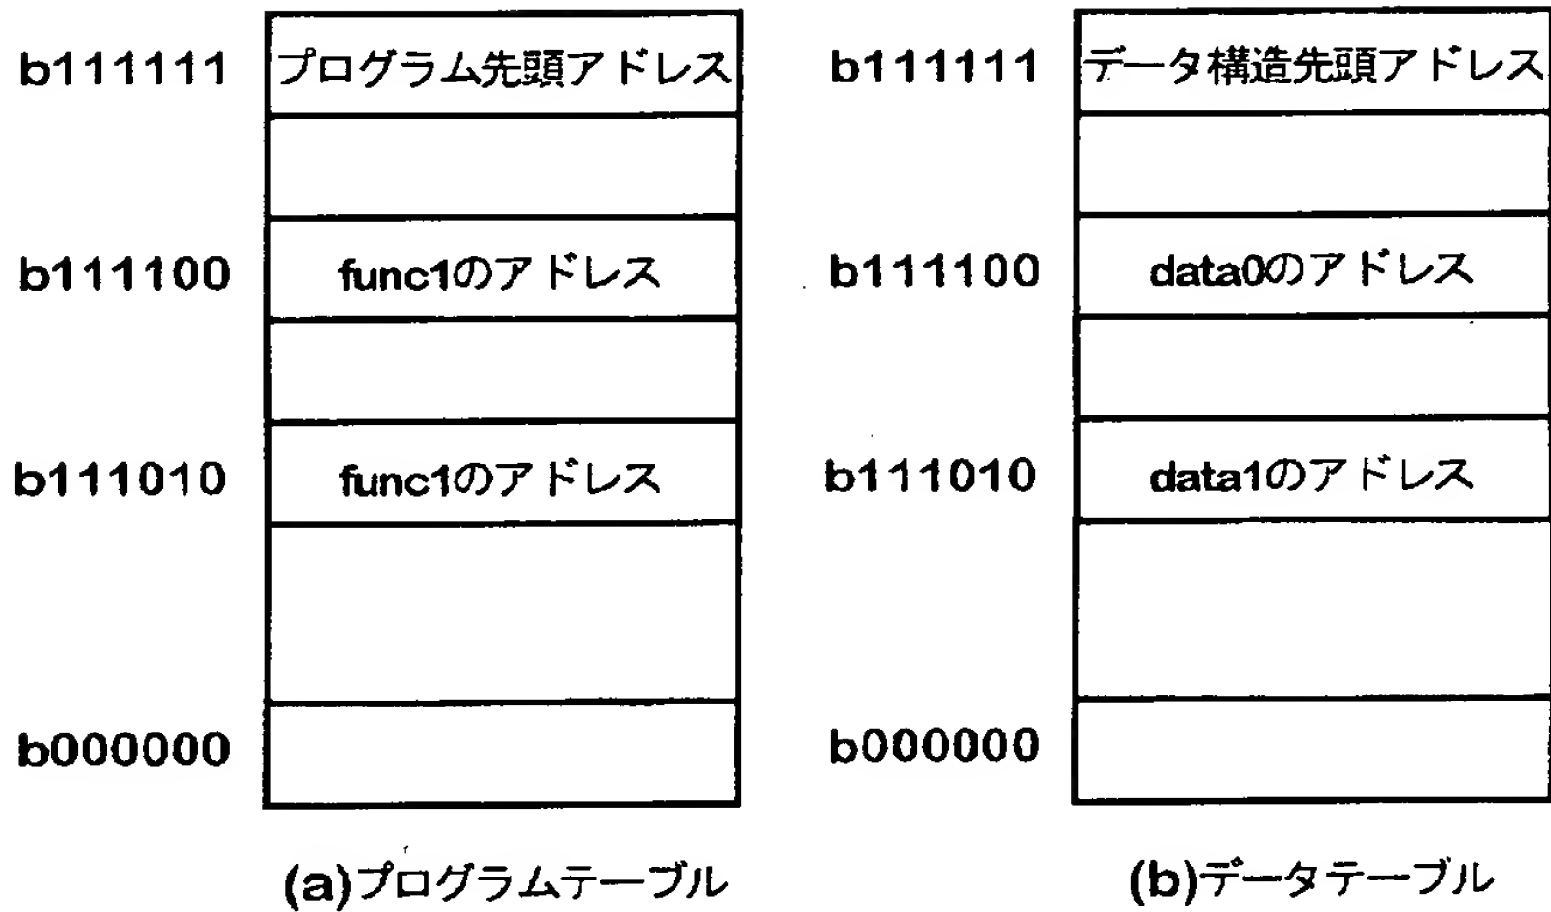 b111111 プログラム先頭アドレス
b111100 func1のアドレス
b111010 func1のアドレス
b000000
(a)プログラムテーブル
b111111 データ構造先頭アドレス
b111100 data0のアドレス
b111010 data1のアドレス
b000000
(b)データテーブル